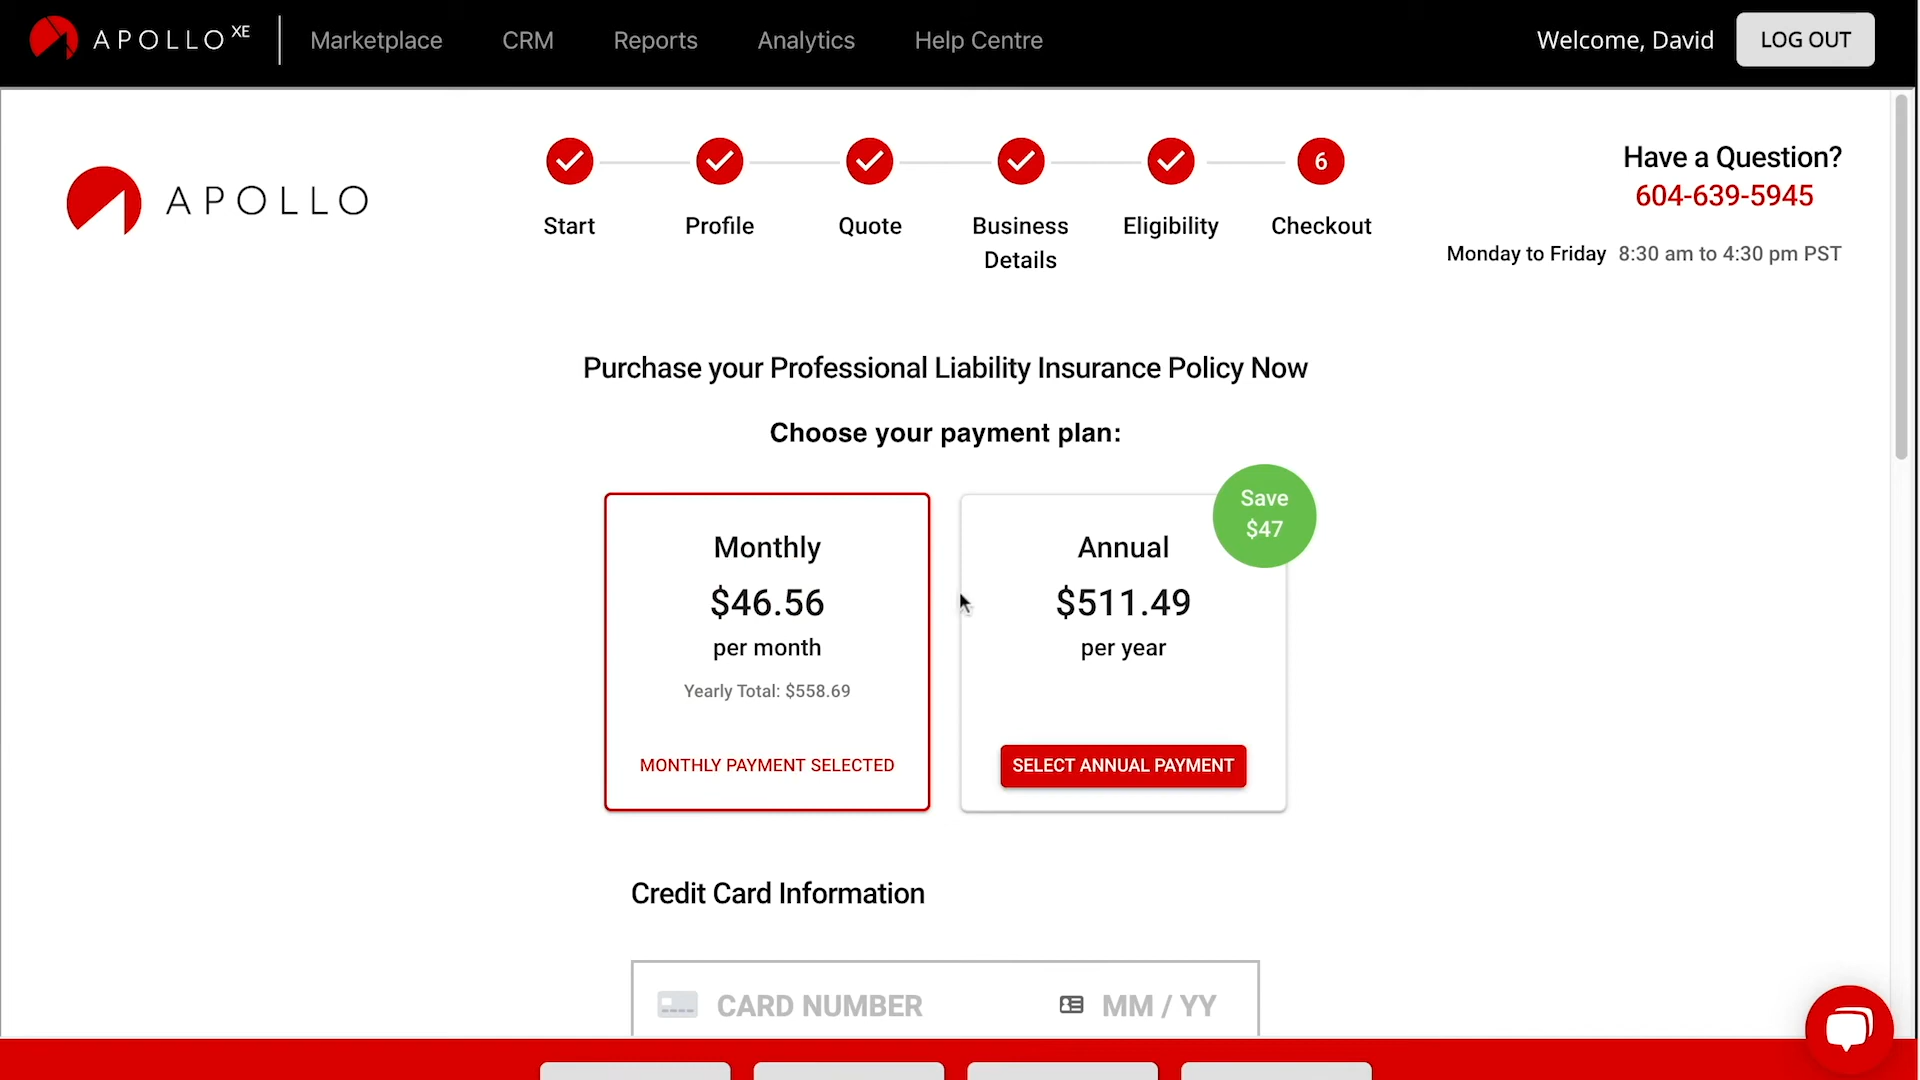 APOLLO XE
Marketplace
CRM
Reports
Analytics
Help Centre
Welcome, David
LOG OUT
APOLLO
6
Start
Profile
Quote
Business
Details
Eligibility
Checkout
Have a Question?
604-639-5945
Monday to Friday 8:30 am to 4:30 pm PST
Purchase your Professional Liability Insurance Policy Now
Choose your payment plan:
Monthly
$46.56
per month
Yearly Total: $558.69
MONTHLY PAYMENT SELECTED
Save
$47
Annual
$511.49
per year
SELECT ANNUAL PAYMENT
Credit Card Information
CARD NUMBER
MM / YY